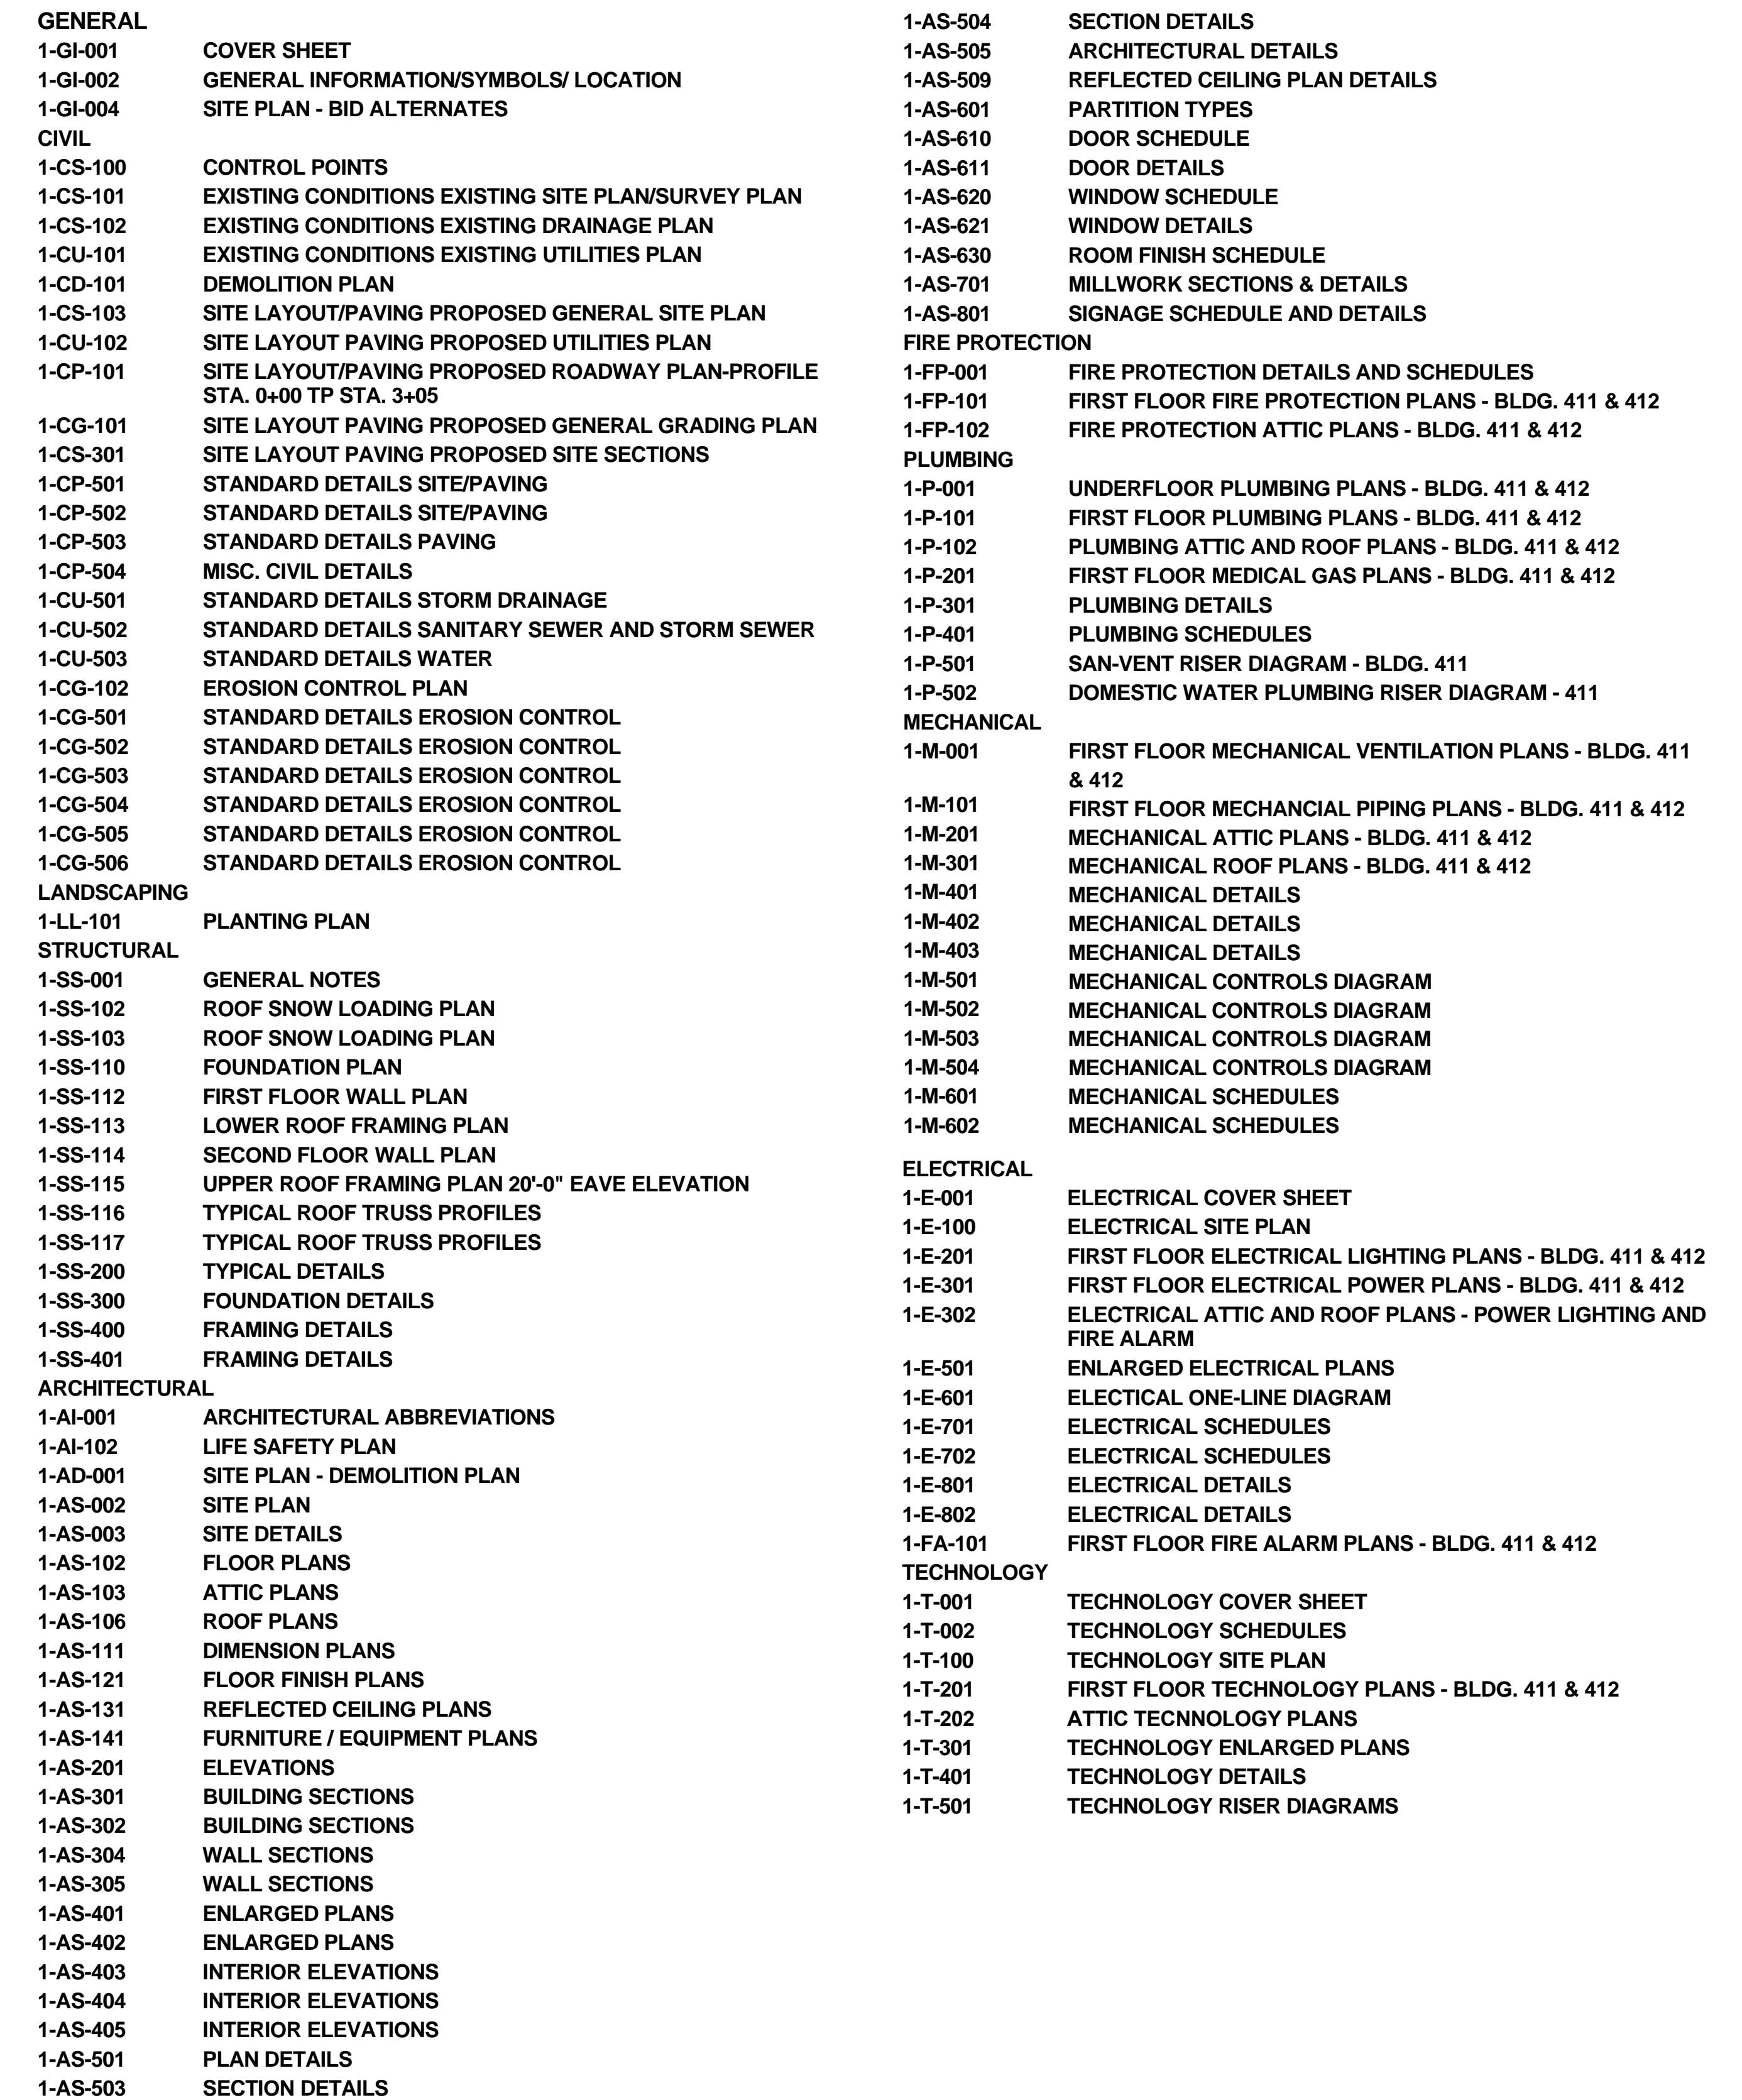 GENERAL
1-GI-001 COVER SHEET
1-GI-002 GENERAL INFORMATION/SYMBOLS/ LOCATION
1-GI-004 SITE PLAN - BID ALTERNATES
CIVIL
1-CS-100 CONTROL POINTS
1-CS-101 EXISTING CONDITIONS EXISTING SITE PLAN/SURVEY PLAN
1-CS-102 EXISTING CONDITIONS EXISTING DRAINAGE PLAN
1-CU-101 EXISTING CONDITIONS EXISTING UTILITIES PLAN
1-CD-101 DEMOLITION PLAN
1-CS-103 SITE LAYOUT/PAVING PROPOSED GENERAL SITE PLAN
1-CU-102 SITE LAYOUT PAVING PROPOSED UTILITIES PLAN
1-CP-101 SITE LAYOUT/PAVING PROPOSED ROADWAY PLAN-PROFILE
STA. 0+00 TP STA. 3+05
1-CG-101 SITE LAYOUT PAVING PROPOSED GENERAL GRADING PLAN
1-CS-301 SITE LAYOUT PAVING PROPOSED SITE SECTIONS
1-CP-501 STANDARD DETAILS SITE/PAVING
1-CP-502 STANDARD DETAILS SITE/PAVING
1-CP-503 STANDARD DETAILS PAVING
1-CP-504 MISC. CIVIL DETAILS
1-CU-501 STANDARD DETAILS STORM DRAINAGE
1-CU-502 STANDARD DETAILS SANITARY SEWER AND STORM SEWER
1-CU-503 STANDARD DETAILS WATER
1-CG-102 EROSION CONTROL PLAN
1-CG-501 STANDARD DETAILS EROSION CONTROL
1-CG-502 STANDARD DETAILS EROSION CONTROL
1-CG-503 STANDARD DETAILS EROSION CONTROL
1-CG-504 STANDARD DETAILS EROSION CONTROL
1-CG-505 STANDARD DETAILS EROSION CONTROL
1-CG-506 STANDARD DETAILS EROSION CONTROL
LANDSCAPING
1-LL-101 PLANTING PLAN
STRUCTURAL
1-SS-001 GENERAL NOTES
1-SS-102 ROOF SNOW LOADING PLAN
1-SS-103 ROOF SNOW LOADING PLAN
1-SS-110 FOUNDATION PLAN
1-SS-112 FIRST FLOOR WALL PLAN
1-SS-113 LOWER ROOF FRAMING PLAN
1-SS-114 SECOND FLOOR WALL PLAN
1-SS-115 UPPER ROOF FRAMING PLAN 20'-0" EAVE ELEVATION
1-SS-116 TYPICAL ROOF TRUSS PROFILES
1-SS-117 TYPICAL ROOF TRUSS PROFILES
1-SS-200 TYPICAL DETAILS
1-SS-300 FOUNDATION DETAILS
1-SS-400 FRAMING DETAILS
1-SS-401 FRAMING DETAILS
ARCHITECTURAL
1-AI-001 ARCHITECTURAL ABBREVIATIONS
1-AI-102 LIFE SAFETY PLAN
1-AD-001 SITE PLAN - DEMOLITION PLAN
1-AS-002 SITE PLAN
1-AS-003 SITE DETAILS
1-AS-102 FLOOR PLANS
1-AS-103 ATTIC PLANS
1-AS-106 ROOF PLANS
1-AS-111 DIMENSION PLANS
1-AS-121 FLOOR FINISH PLANS
1-AS-131 REFLECTED CEILING PLANS
1-AS-141 FURNITURE / EQUIPMENT PLANS
1-AS-201 ELEVATIONS
1-AS-301 BUILDING SECTIONS
1-AS-302 BUILDING SECTIONS
1-AS-304 WALL SECTIONS
1-AS-305 WALL SECTIONS
1-AS-401 ENLARGED PLANS
1-AS-402 ENLARGED PLANS
1-AS-403 INTERIOR ELEVATIONS
1-AS-404 INTERIOR ELEVATIONS
1-AS-405 INTERIOR ELEVATIONS
1-AS-501 PLAN DETAILS
1-AS-503 SECTION DETAILS
1-AS-504 SECTION DETAILS
1-AS-505 ARCHITECTURAL DETAILS
1-AS-509 REFLECTED CEILING PLAN DETAILS
1-AS-601 PARTITION TYPES
1-AS-610 DOOR SCHEDULE
1-AS-611 DOOR DETAILS
1-AS-620 WINDOW SCHEDULE
1-AS-621 WINDOW DETAILS
1-AS-630 ROOM FINISH SCHEDULE
1-AS-701 MILLWORK SECTIONS & DETAILS
1-AS-801 SIGNAGE SCHEDULE AND DETAILS
FIRE PROTECTION
1-FP-001 FIRE PROTECTION DETAILS AND SCHEDULES
1-FP-101 FIRST FLOOR FIRE PROTECTION PLANS - BLDG. 411 & 412
1-FP-102 FIRE PROTECTION ATTIC PLANS - BLDG. 411 & 412
PLUMBING
1-P-001 UNDERFLOOR PLUMBING PLANS - BLDG. 411 & 412
1-P-101 FIRST FLOOR PLUMBING PLANS - BLDG. 411 & 412
1-P-102 PLUMBING ATTIC AND ROOF PLANS - BLDG. 411 & 412
1-P-201 FIRST FLOOR MEDICAL GAS PLANS - BLDG. 411 & 412
1-P-301 PLUMBING DETAILS
1-P-401 PLUMBING SCHEDULES
1-P-501 SAN-VENT RISER DIAGRAM - BLDG. 411
1-P-502 DOMESTIC WATER PLUMBING RISER DIAGRAM - 411
MECHANICAL
1-M-001 FIRST FLOOR MECHANICAL VENTILATION PLANS - BLDG. 411
& 412
1-M-101 FIRST FLOOR MECHANCIAL PIPING PLANS - BLDG. 411 & 412
1-M-201 MECHANICAL ATTIC PLANS - BLDG. 411 & 412
1-M-301 MECHANICAL ROOF PLANS - BLDG. 411 & 412
1-M-401 MECHANICAL DETAILS
1-M-402 MECHANICAL DETAILS
1-M-403 MECHANICAL DETAILS
1-M-501 MECHANICAL CONTROLS DIAGRAM
1-M-502 MECHANICAL CONTROLS DIAGRAM
1-M-503 MECHANICAL CONTROLS DIAGRAM
1-M-504 MECHANICAL CONTROLS DIAGRAM
1-M-601 MECHANICAL SCHEDULES
1-M-602 MECHANICAL SCHEDULES
ELECTRICAL
1-E-001 ELECTRICAL COVER SHEET
1-E-100 ELECTRICAL SITE PLAN
1-E-201 FIRST FLOOR ELECTRICAL LIGHTING PLANS - BLDG. 411 & 412
1-E-301 FIRST FLOOR ELECTRICAL POWER PLANS - BLDG. 411 & 412
1-E-302 ELECTRICAL ATTIC AND ROOF PLANS - POWER LIGHTING AND
FIRE ALARM
1-E-501 ENLARGED ELECTRICAL PLANS
1-E-601 ELECTICAL ONE-LINE DIAGRAM
1-E-701 ELECTRICAL SCHEDULES
1-E-702 ELECTRICAL SCHEDULES
1-E-801 ELECTRICAL DETAILS
1-E-802 ELECTRICAL DETAILS
1-FA-101 FIRST FLOOR FIRE ALARM PLANS - BLDG. 411 & 412
TECHNOLOGY
1-T-001 TECHNOLOGY COVER SHEET
1-T-002 TECHNOLOGY SCHEDULES
1-T-100 TECHNOLOGY SITE PLAN
1-T-201 FIRST FLOOR TECHNOLOGY PLANS - BLDG. 411 & 412
1-T-202 ATTIC TECNNOLOGY PLANS
1-T-301 TECHNOLOGY ENLARGED PLANS
1-T-401 TECHNOLOGY DETAILS
1-T-501 TECHNOLOGY RISER DIAGRAMS